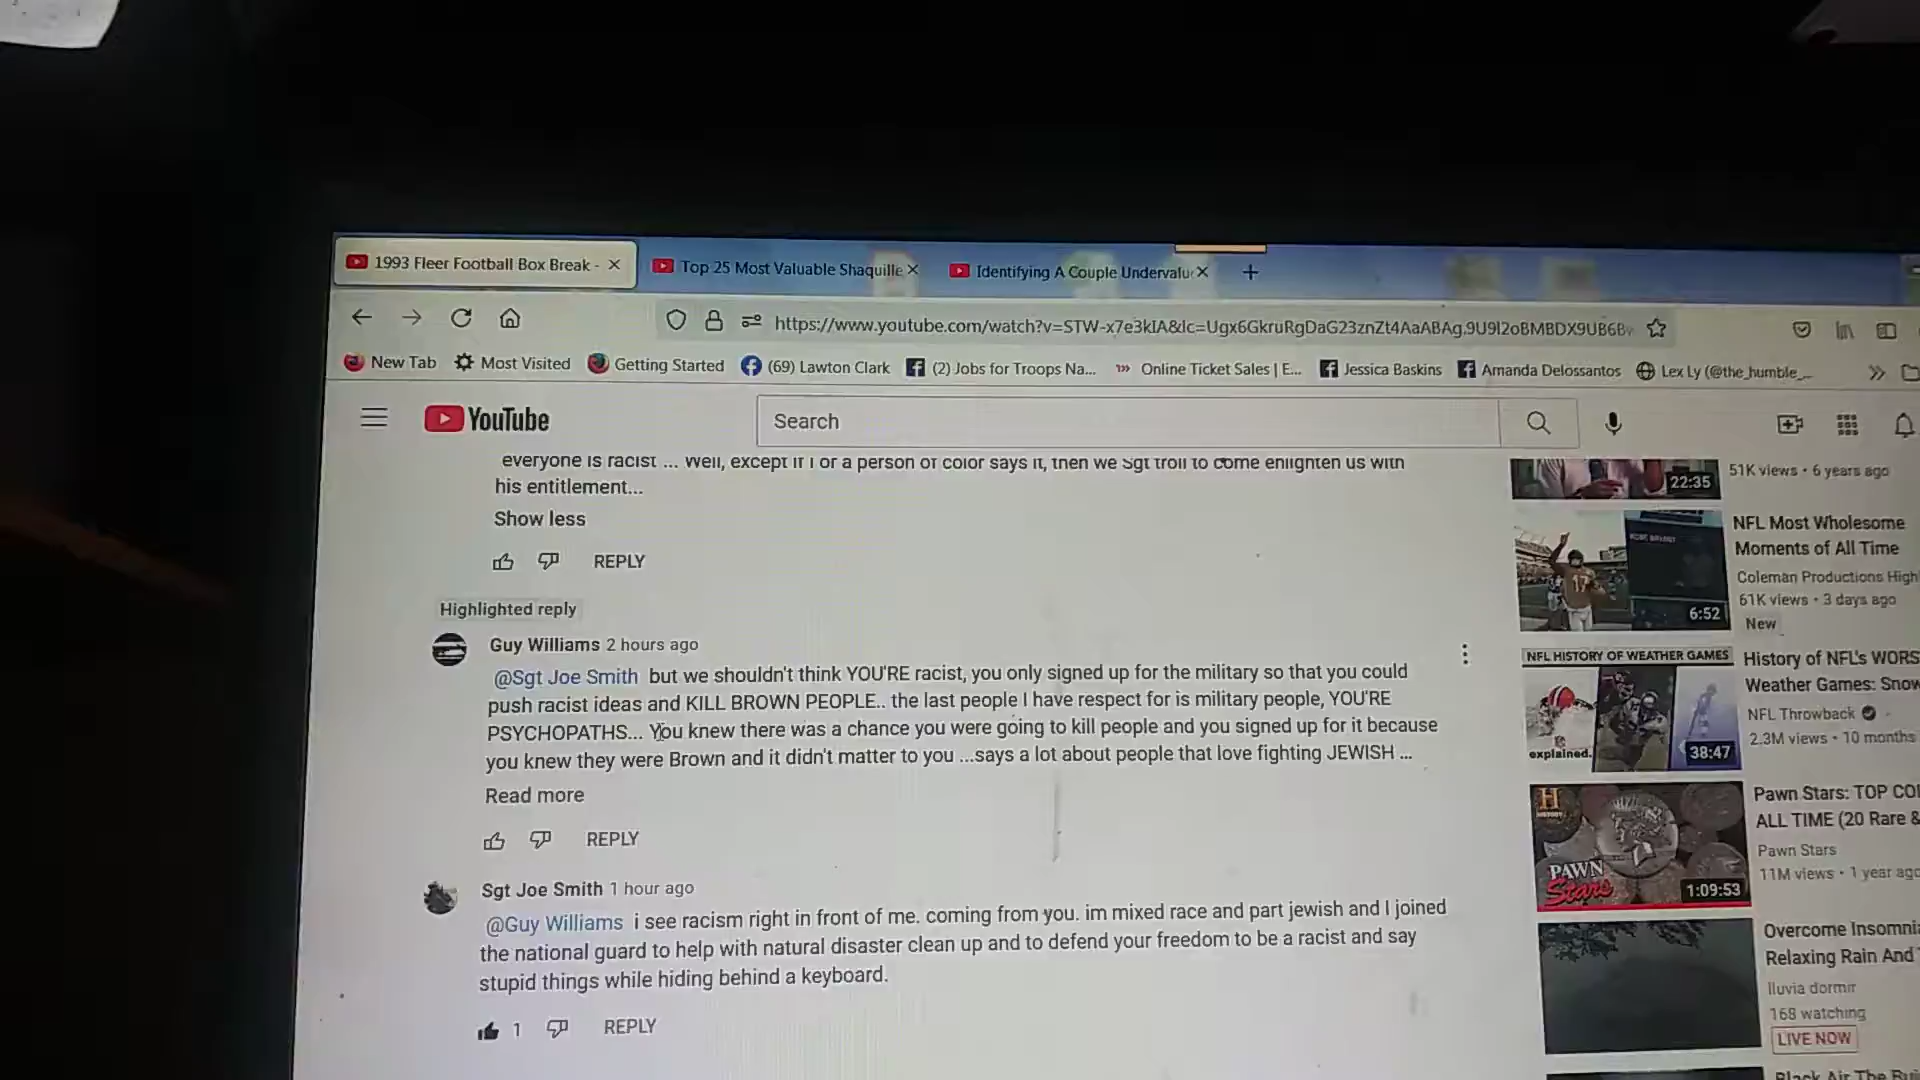 1993 Fleer Football Box Break -
Top 25 Most Valuable Shaquille
Identifying A Couple Undervalu
https://www.youtube.com/watch?v=STW-x7e3kIA&lc=Ugx6GkruRgDaG23znZt4AaABAg.9U9I2oBMBDX9UB6B
New Tab
Most Visited
Getting Started
(69) Lawton Clark
(2) Jobs for Troops Na...
Online Ticket Sales | E...
Jessica Baskins
Amanda Delossantos
Lex Ly (@the_humble_...
YouTube
Search
everyone is racist ... Well, except if I or a person of color says it, then we Sgt troll to come enlighten us with
his entitlement...
Show less
REPLY
Highlighted reply
Guy Williams 2 hours ago
@Sgt Joe Smith but we shouldn't think YOU'RE racist, you only signed up for the military so that you could
push racist ideas and KILL BROWN PEOPLE.. the last people I have respect for is military people, YOU'RE
PSYCHOPATHS... You knew there was a chance you were going to kill people and you signed up for it because
you knew they were Brown and it didn't matter to you ...says a lot about people that love fighting JEWISH ...
Read more
REPLY
Sgt Joe Smith 1 hour ago
@Guy Williams i see racism right in front of me. coming from you. im mixed race and part jewish and I joined
the national guard to help with natural disaster clean up and to defend your freedom to be a racist and say
stupid things while hiding behind a keyboard.
1
REPLY
22:35
51K views • 6 years ago
17
6:52
NFL Most Wholesome
Moments of All Time
Coleman Productions High
61K views • 3 days ago
New
NFL HISTORY OF WEATHER GAMES
explained.
38:47
History of NFL's WORS
Weather Games: Snow
NFL Throwback
2.3M views • 10 months
H
HISTORY
PAWN
Stars
1:09:53
Pawn Stars: TOP COI
ALL TIME (20 Rare &
Pawn Stars
11M views • 1 year ago
Overcome Insomni
Relaxing Rain And
lluvia dormir
168 watching
LIVE NOW